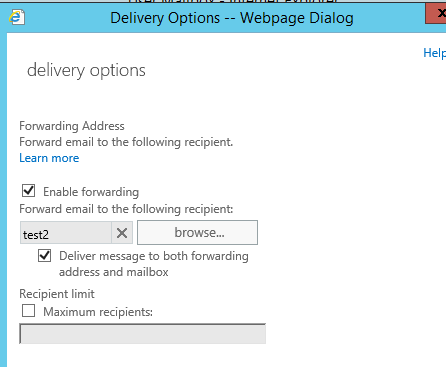 Delivery Options -- Webpage Dialog
x
Help
delivery options
Forwarding Address
Forward email to the following recipient.
Learn more
Enable forwarding
Forward email to the following recipient:
test2
browse...
Deliver message to both forwarding
address and mailbox
Recipient limit
Maximum recipients: